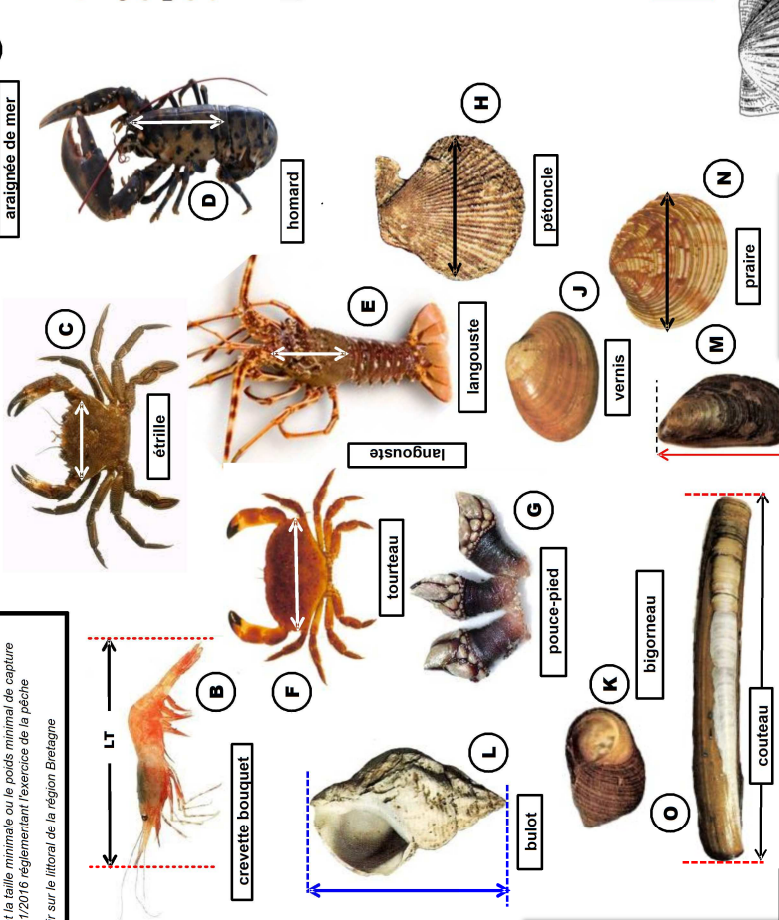 araignée de mer
D
homard
H
pétoncle
N
praire
C
étrille
E
langouste
langouste
J
vernis
M
F
tourteau
G
pouce-pied
K
bigorneau
O
couteau
t la taille minimale ou le poids minimal de capture
1/2016 réglementant l'exercice de la pêche
ir sur le littoral de la région Bretagne
LT
B
crevette bouquet
L
bulot